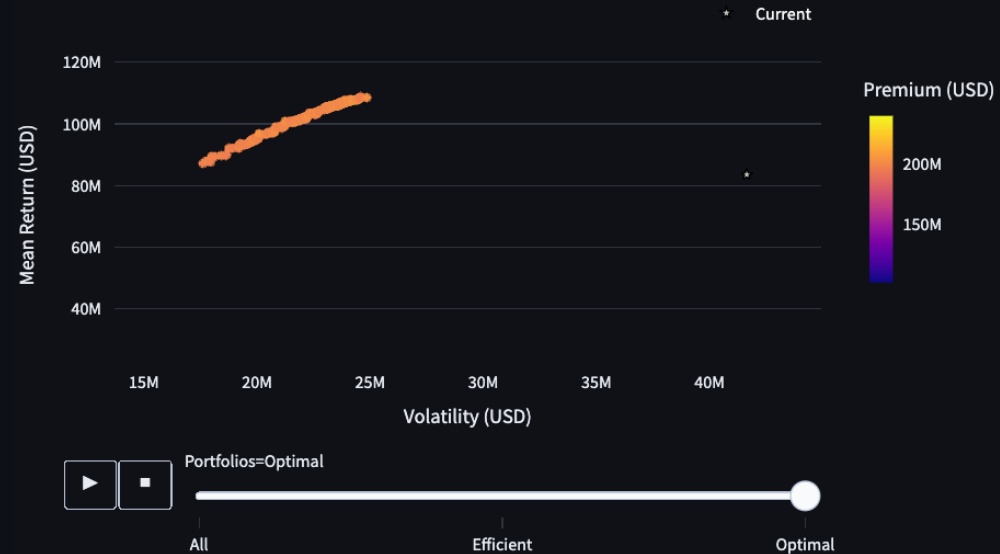 Current
Premium (USD)
200M
150M
Mean Return (USD)
120M
100M
80M
60M
40M
15M 20M 25M 30M 35M 40M
Volatility (USD)
Portfolios=Optimal
All Efficient Optimal